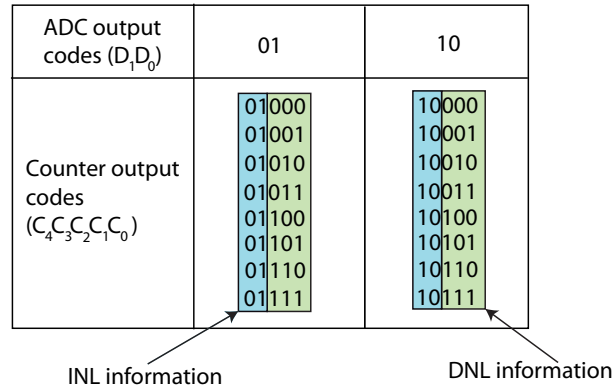 ADC output
codes (D₁D₀)
01
10
Counter output
codes
(C₄C₃C₂C₁C₀)
01000
01001
01010
01011
01100
01101
01110
01111
10000
10001
10010
10011
10100
10101
10110
10111
INL information
DNL information